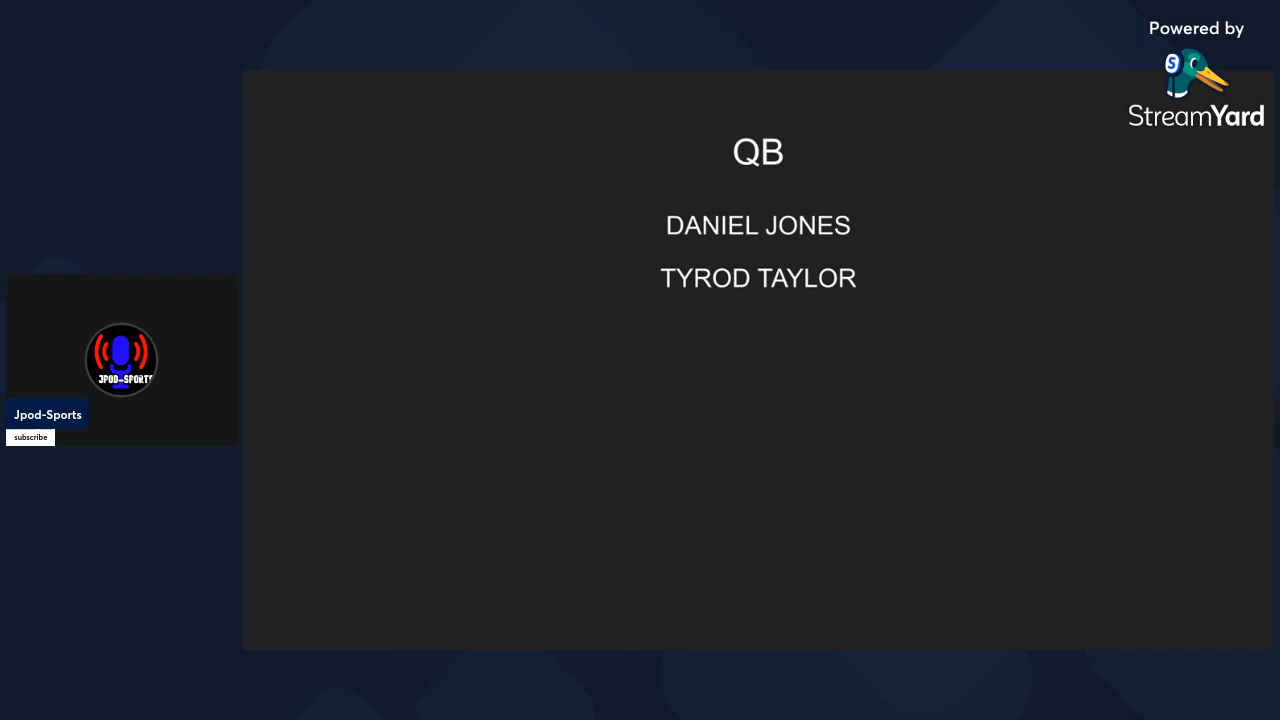 Powered by
StreamYard
QB
DANIEL JONES
TYROD TAYLOR
JPOD-SPORTS
Jpod-Sports
subscribe